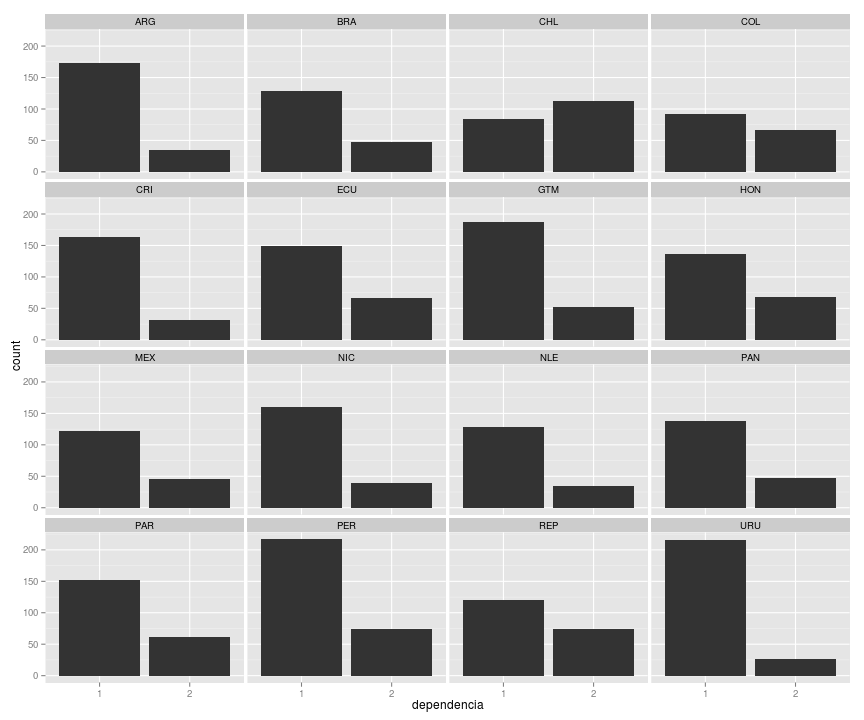 ARG BRA CHL COL
200
150
100
50
0
CRI ECU GTM HON
200
150
100
50
0
count
MEX NIC NLE PAN
200
150
100
50
0
PAR PER REP URU
200
150
100
50
0
1 2 1 2 1 2 1 2
dependencia